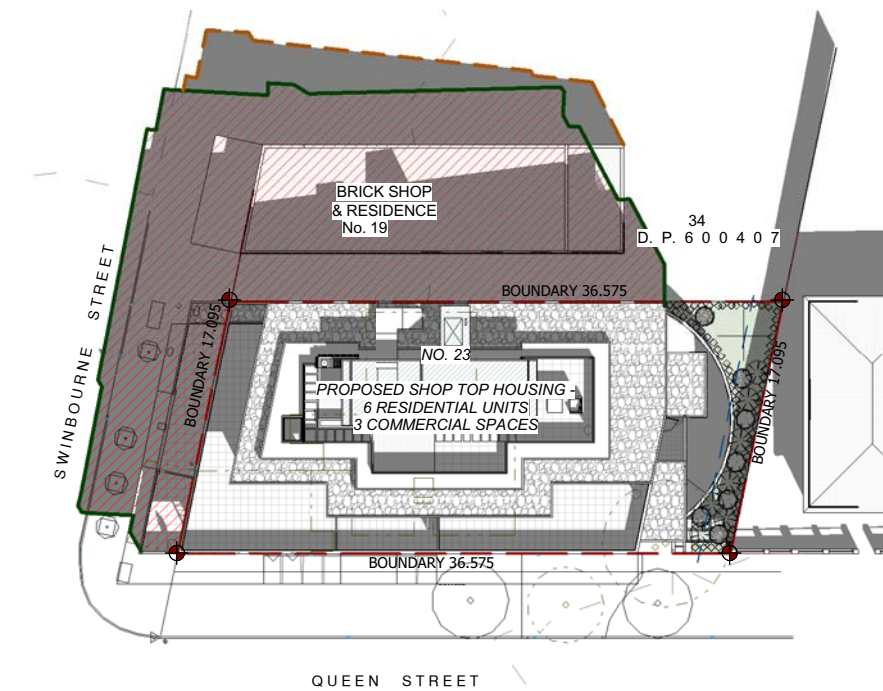 BRICK SHOP
& RESIDENCE
No. 19
34
D. P. 6 0 0 4 0 7
SWINBOURNE STREET
BOUNDARY 36.575
BOUNDARY 17.095
NO. 23
PROPOSED SHOP TOP HOUSING -
6 RESIDENTIAL UNITS
3 COMMERCIAL SPACES
BOUNDARY 17.095
BOUNDARY 36.575
QUEEN STREET